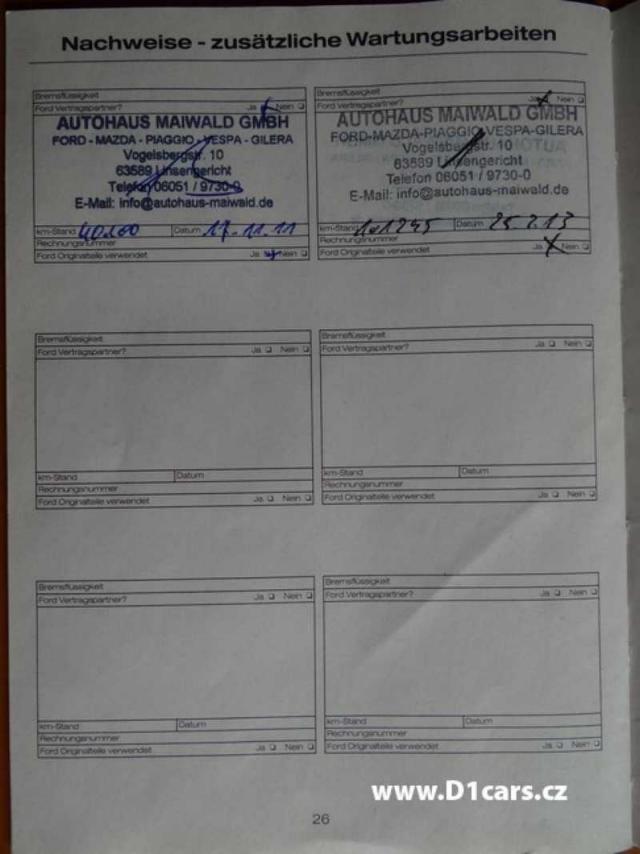 Nachweise - zusätzliche Wartungsarbeiten
Bremsflüssigkeit
Ford Vertragspartner? Ja Nein
AUTOHAUS MAIWALD GMBH
FORD - MAZDA - PIAGGIO - VESPA - GILERA
Vogelsbergstr. 10
63589 Linsengericht
Telefon 06051 / 9730-0
E-Mail: info@autohaus-maiwald.de
km-Stand 40200 Datum 17.11.11
Rechnungsnummer
Ford Originalteile verwendet Ja Nein
Bremsflüssigkeit
Ford Vertragspartner? Ja Nein
AUTOHAUS MAIWALD GMBH
FORD-MAZDA-PIAGGIO-VESPA-GILERA
Vogelsbergstr. 10
63589 Linsengericht
Telefon 06051 / 9730-0
E-Mail: info@autohaus-maiwald.de
km-Stand 101245 Datum 25.7.13
Rechnungsnummer
Ford Originalteile verwendet Ja Nein
Bremsflüssigkeit
Ford Vertragspartner? Ja Nein
km-Stand Datum
Rechnungsnummer
Ford Originalteile verwendet Ja Nein
Bremsflüssigkeit
Ford Vertragspartner? Ja Nein
km-Stand Datum
Rechnungsnummer
Ford Originalteile verwendet Ja Nein
Bremsflüssigkeit
Ford Vertragspartner? Ja Nein
km-Stand Datum
Rechnungsnummer
Ford Originalteile verwendet Ja Nein
Bremsflüssigkeit
Ford Vertragspartner? Ja Nein
km-Stand Datum
Rechnungsnummer
Ford Originalteile verwendet Ja Nein
www.D1cars.cz
26